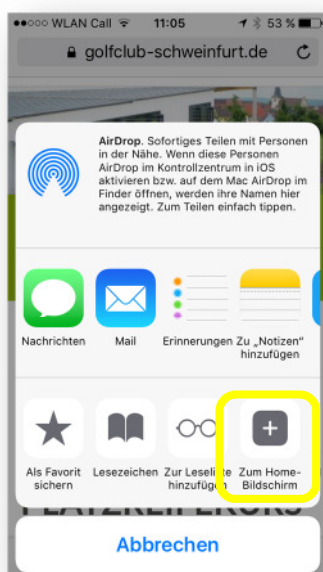 WLAN Call 11:05 53 %
golfclub-schweinfurt.de
AirDrop. Sofortiges Teilen mit Personen
in der Nähe. Wenn diese Personen
AirDrop im Kontrollzentrum in iOS
aktivieren bzw. auf dem Mac AirDrop im
Finder öffnen, werden ihre Namen hier
angezeigt. Zum Teilen einfach tippen.
Nachrichten Mail Erinnerungen Zu „Notizen“
hinzufügen
Als Favorit Lesezeichen Zur Leseliste Zum Home-
sichern hinzufügen Bildschirm
PLATZREIFEKURS
Abbrechen